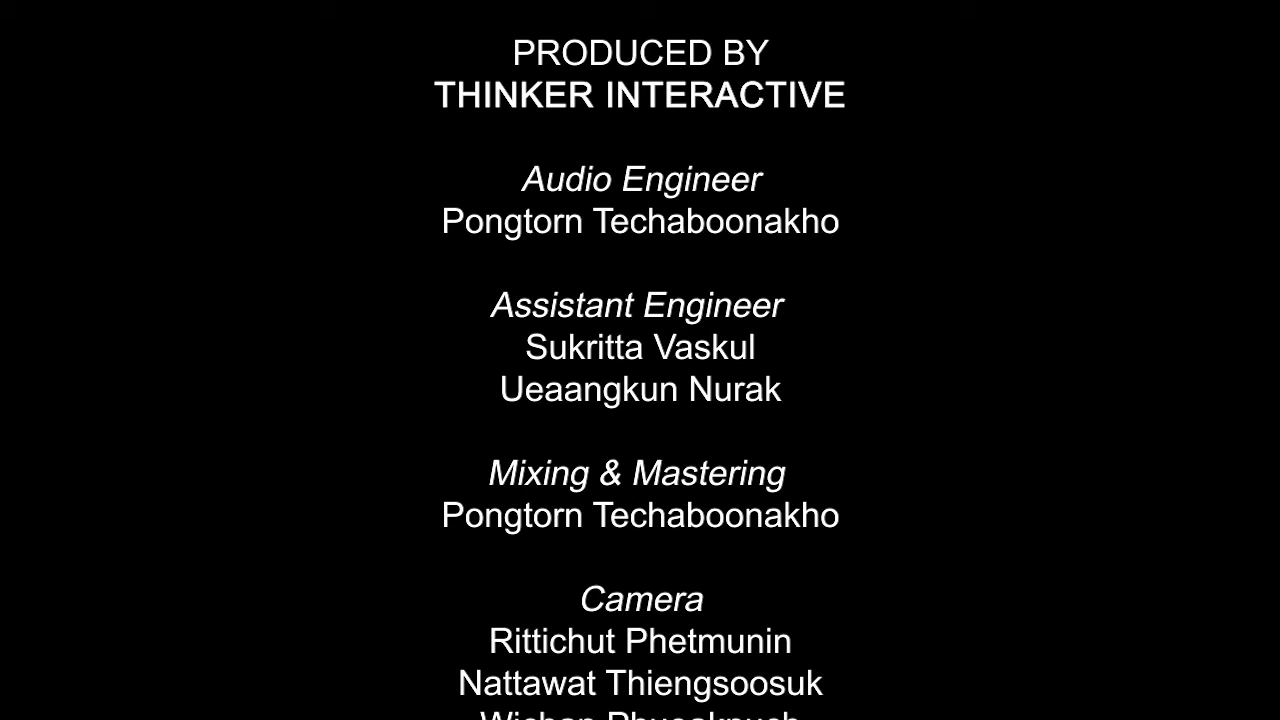 PRODUCED BY
THINKER INTERACTIVE
Audio Engineer
Pongtorn Techaboonakho
Assistant Engineer
Sukritta Vaskul
Ueaangkun Nurak
Mixing & Mastering
Pongtorn Techaboonakho
Camera
Rittichut Phetmunin
Nattawat Thiengsoosuk